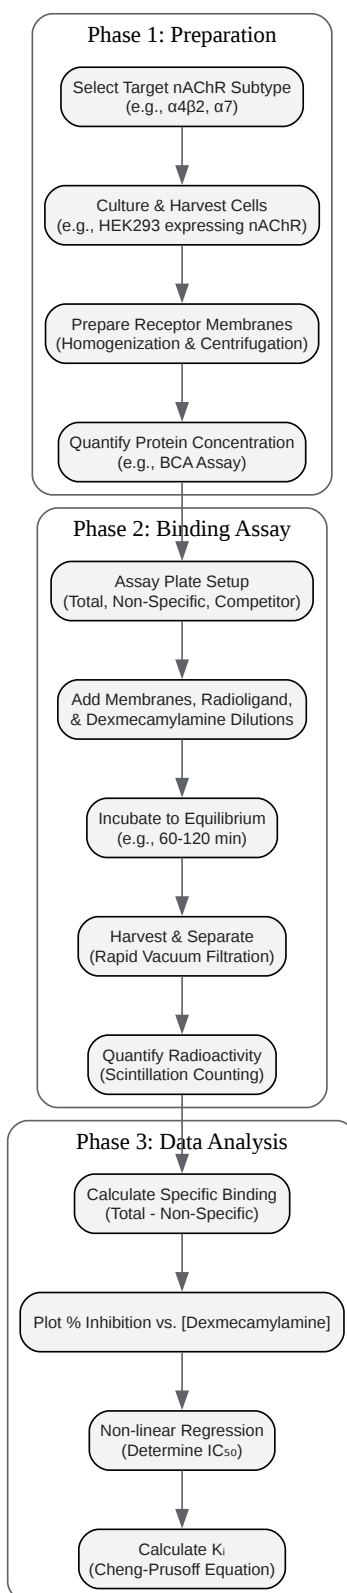 Phase 1: Preparation
Select Target nAChR Subtype
(e.g., α4β2, α7)
Culture & Harvest Cells
(e.g., HEK293 expressing nAChR)
Prepare Receptor Membranes
(Homogenization & Centrifugation)
Quantify Protein Concentration
(e.g., BCA Assay)
Phase 2: Binding Assay
Assay Plate Setup
(Total, Non-Specific, Competitor)
Add Membranes, Radioligand,
& Dexmecamylamine Dilutions
Incubate to Equilibrium
(e.g., 60-120 min)
Harvest & Separate
(Rapid Vacuum Filtration)
Quantify Radioactivity
(Scintillation Counting)
Phase 3: Data Analysis
Calculate Specific Binding
(Total - Non-Specific)
Plot % Inhibition vs. [Dexmecamylamine]
Non-linear Regression
(Determine IC₅₀)
Calculate Kᵢ
(Cheng-Prusoff Equation)